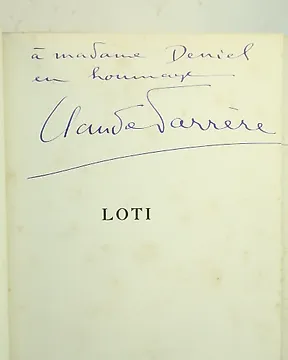 à madame Deniel
en hommage
Claude Farrère
LOTI